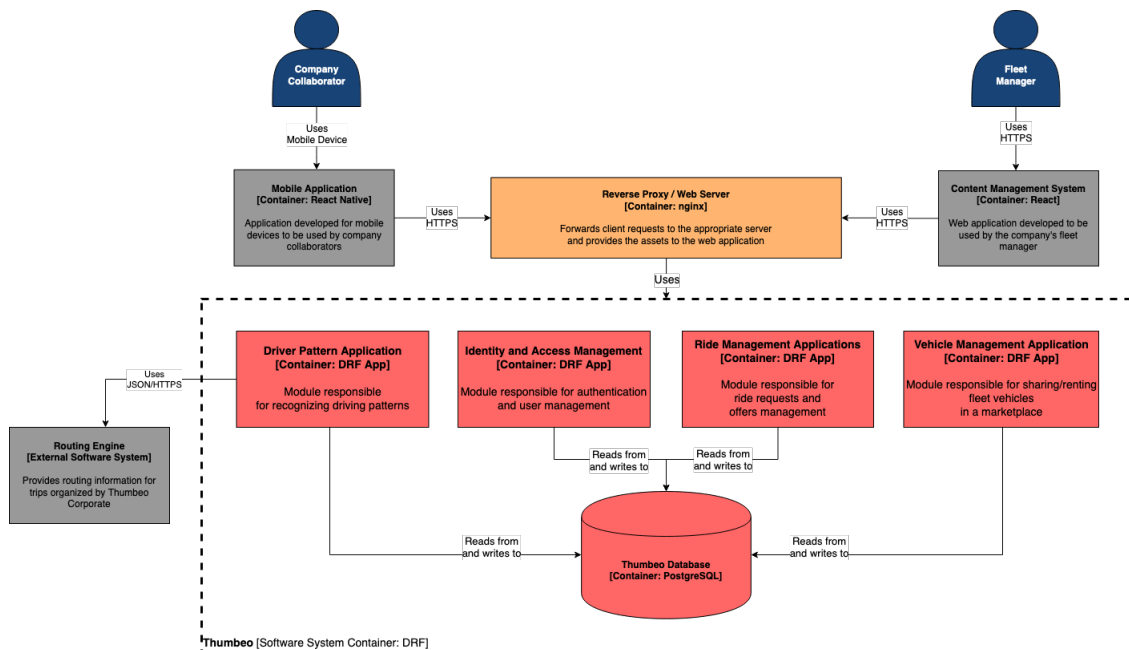 Company
Collaborator
Fleet
Manager
Uses
Mobile Device
Uses
HTTPS
Mobile Application
[Container: React Native]
Application developed for mobile
devices to be used by company
collaborators
Uses
HTTPS
Reverse Proxy / Web Server
[Container: nginx]
Forwards client requests to the appropriate server
and provides the assets to the web application
Uses
HTTPS
Content Management System
[Container: React]
Web application developed to be
used by the company's fleet
manager
Uses
Driver Pattern Application
[Container: DRF App]
Module responsible
for recognizing driving patterns
Identity and Access Management
[Container: DRF App]
Module responsible for authentication
and user management
Ride Management Applications
[Container: DRF App]
Module responsible for
ride requests and
offers management
Vehicle Management Application
[Container: DRF App]
Module responsible for sharing/renting
fleet vehicles
in a marketplace
Uses
JSON/HTTPS
Routing Engine
[External Software System]
Provides routing information for
trips organized by Thumbeo
Corporate
Reads from
and writes to
Reads from
and writes to
Reads from
and writes to
Reads from
and writes to
Thumbeo Database
[Container: PostgreSQL]
Thumbeo [Software System Container: DRF]